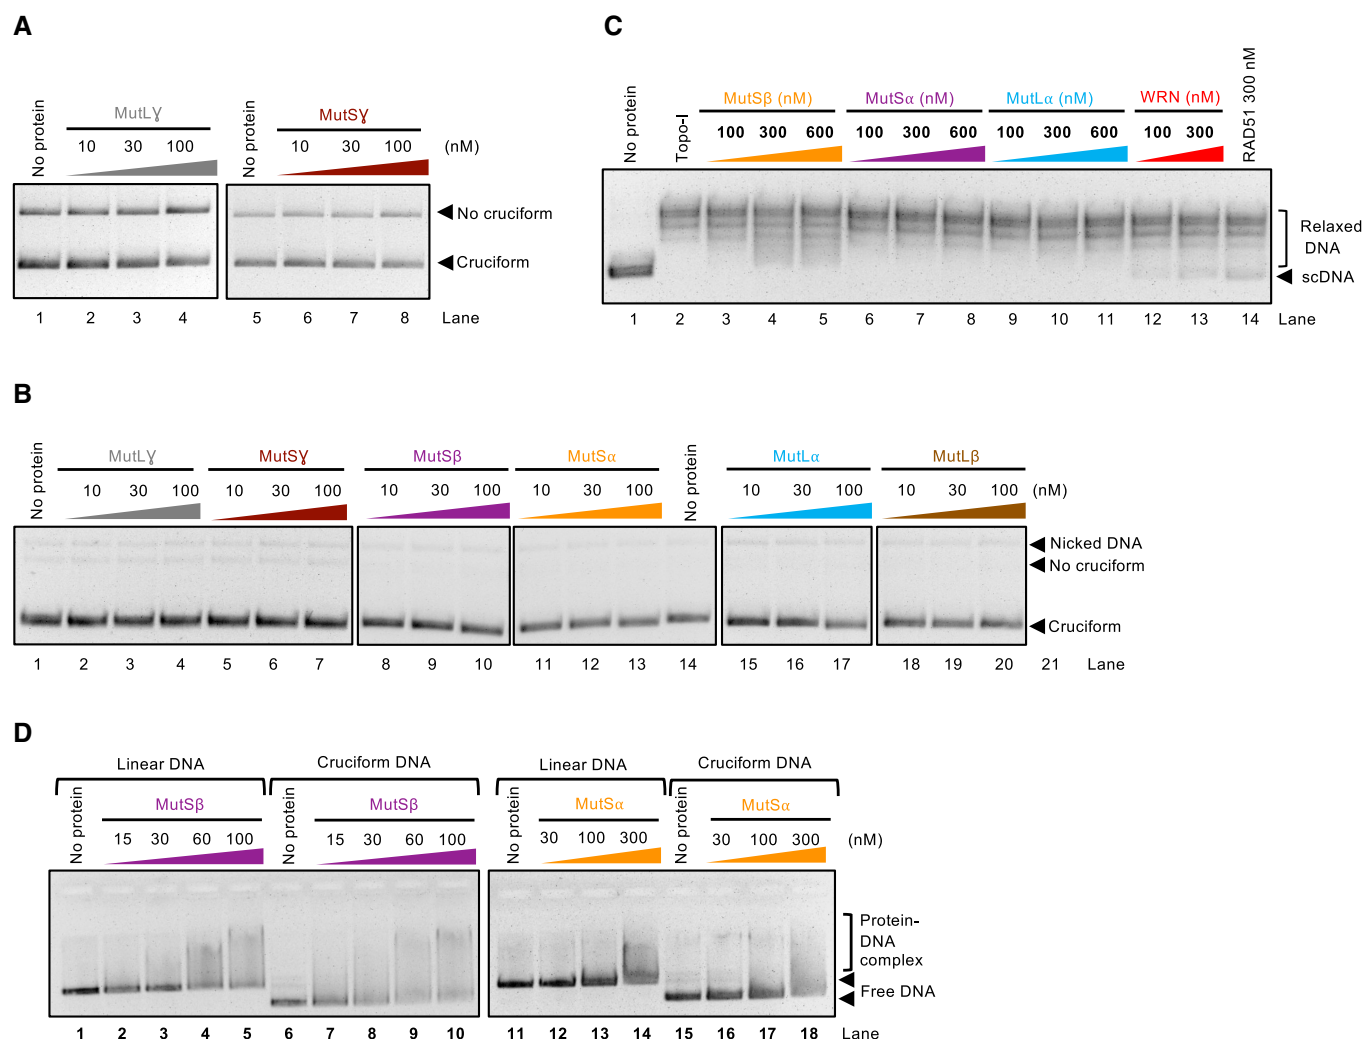 A
No protein
MutLɣ
10 30 100
No protein
MutSɣ
10 30 100 (nM)
No cruciform
Cruciform
1 2 3 4 5 6 7 8 Lane
C
No protein
Topo-I
MutSβ (nM) MutSα (nM) MutLα (nM) WRN (nM)
100 300 600 100 300 600 100 300 600 100 300
RAD51 300 nM
Relaxed
DNA
scDNA
1 2 3 4 5 6 7 8 9 10 11 12 13 14 Lane
B
No protein
MutLɣ MutSɣ MutSβ MutSα
No protein
MutLα MutLβ
10 30 100 10 30 100 10 30 100 10 30 100 10 30 100 10 30 100 (nM)
Nicked DNA
No cruciform
Cruciform
1 2 3 4 5 6 7 8 9 10 11 12 13 14 15 16 17 18 19 20 21 Lane
D
Linear DNA Cruciform DNA Linear DNA Cruciform DNA
No protein
MutSβ
15 30 60 100
No protein
MutSβ
15 30 60 100
No protein
MutSα
30 100 300
No protein
MutSα
30 100 300 (nM)
Protein-
DNA
complex
Free DNA
1 2 3 4 5 6 7 8 9 10 11 12 13 14 15 16 17 18 Lane